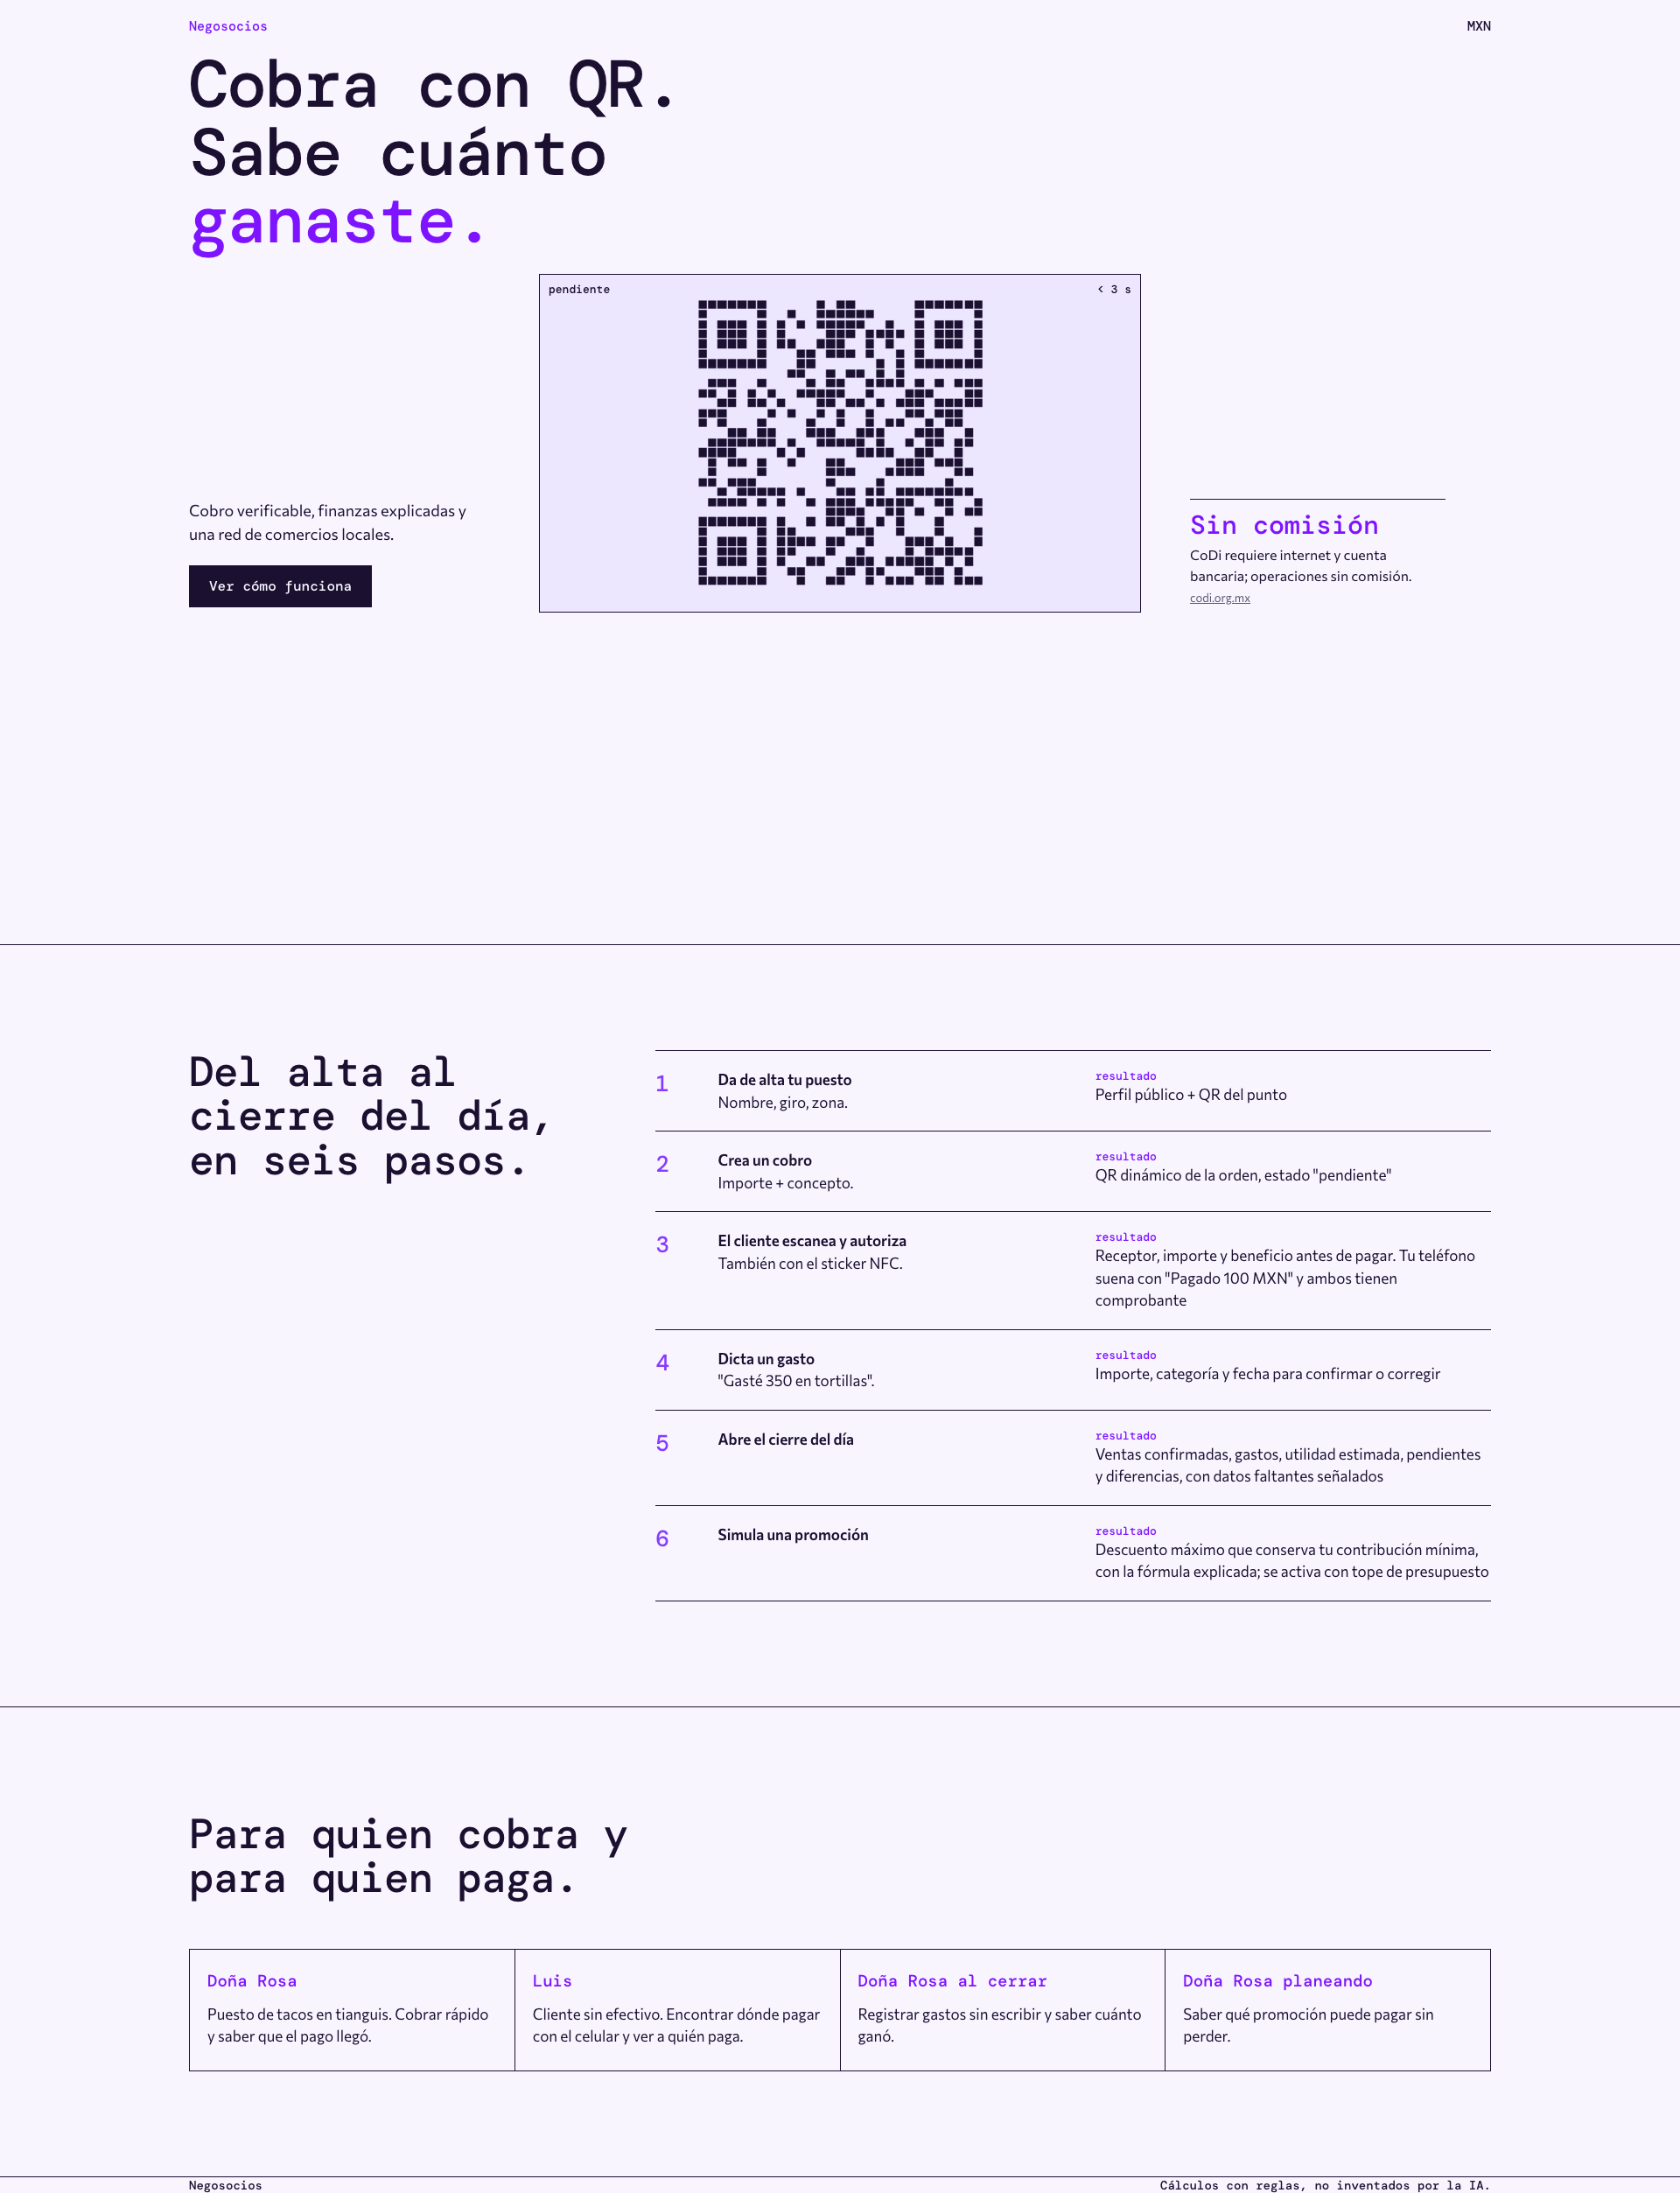 Negosocios
MXN
Cobra con QR.
Sabe cuánto
ganaste.
pendiente
< 3 s
Cobro verificable, finanzas explicadas y
una red de comercios locales.
Ver cómo funciona
Sin comisión
CoDi requiere internet y cuenta
bancaria; operaciones sin comisión.
codi.org.mx
Del alta al
cierre del día,
en seis pasos.
1
Da de alta tu puesto
Nombre, giro, zona.
resultado
Perfil público + QR del punto
2
Crea un cobro
Importe + concepto.
resultado
QR dinámico de la orden, estado "pendiente"
3
El cliente escanea y autoriza
También con el sticker NFC.
resultado
Receptor, importe y beneficio antes de pagar. Tu teléfono
suena con "Pagado 100 MXN" y ambos tienen
comprobante
4
Dicta un gasto
"Gasté 350 en tortillas".
resultado
Importe, categoría y fecha para confirmar o corregir
5
Abre el cierre del día
resultado
Ventas confirmadas, gastos, utilidad estimada, pendientes
y diferencias, con datos faltantes señalados
6
Simula una promoción
resultado
Descuento máximo que conserva tu contribución mínima,
con la fórmula explicada; se activa con tope de presupuesto
Para quien cobra y
para quien paga.
Doña Rosa
Puesto de tacos en tianguis. Cobrar rápido
y saber que el pago llegó.
Luis
Cliente sin efectivo. Encontrar dónde pagar
con el celular y ver a quién paga.
Doña Rosa al cerrar
Registrar gastos sin escribir y saber cuánto
ganó.
Doña Rosa planeando
Saber qué promoción puede pagar sin
perder.
Negosocios
Cálculos con reglas, no inventados por la IA.